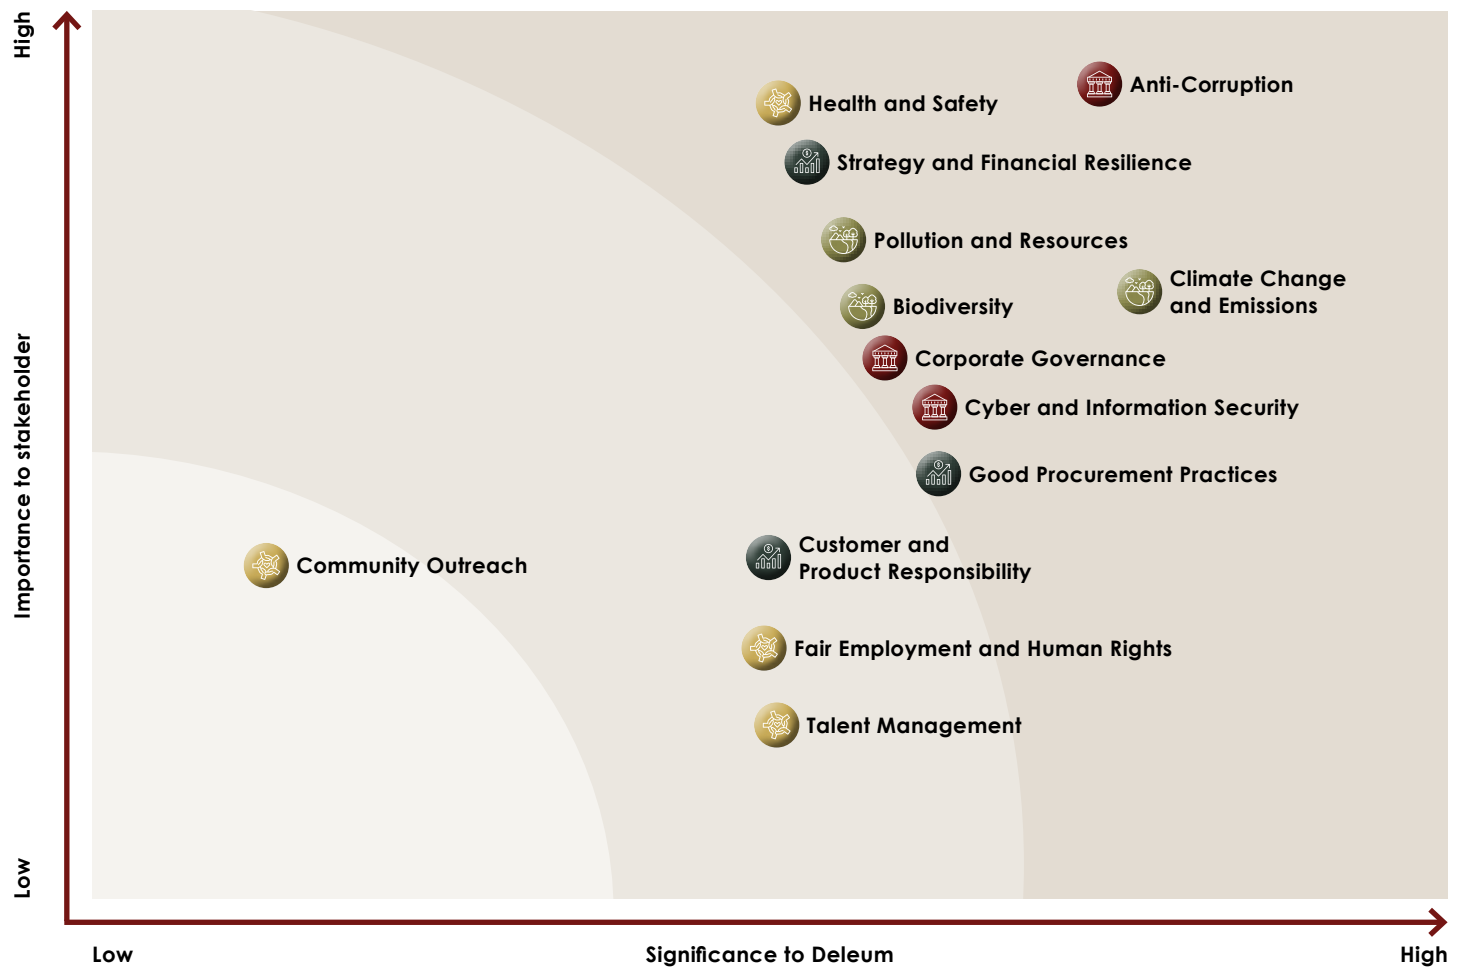 High
Anti-Corruption
Health and Safety
Strategy and Financial Resilience
Pollution and Resources
Climate Change
and Emissions
Biodiversity
Corporate Governance
Cyber and Information Security
Good Procurement Practices
Importance to stakeholder
Customer and
Product Responsibility
Community Outreach
Fair Employment and Human Rights
Talent Management
Low
Low
Significance to Deleum
High